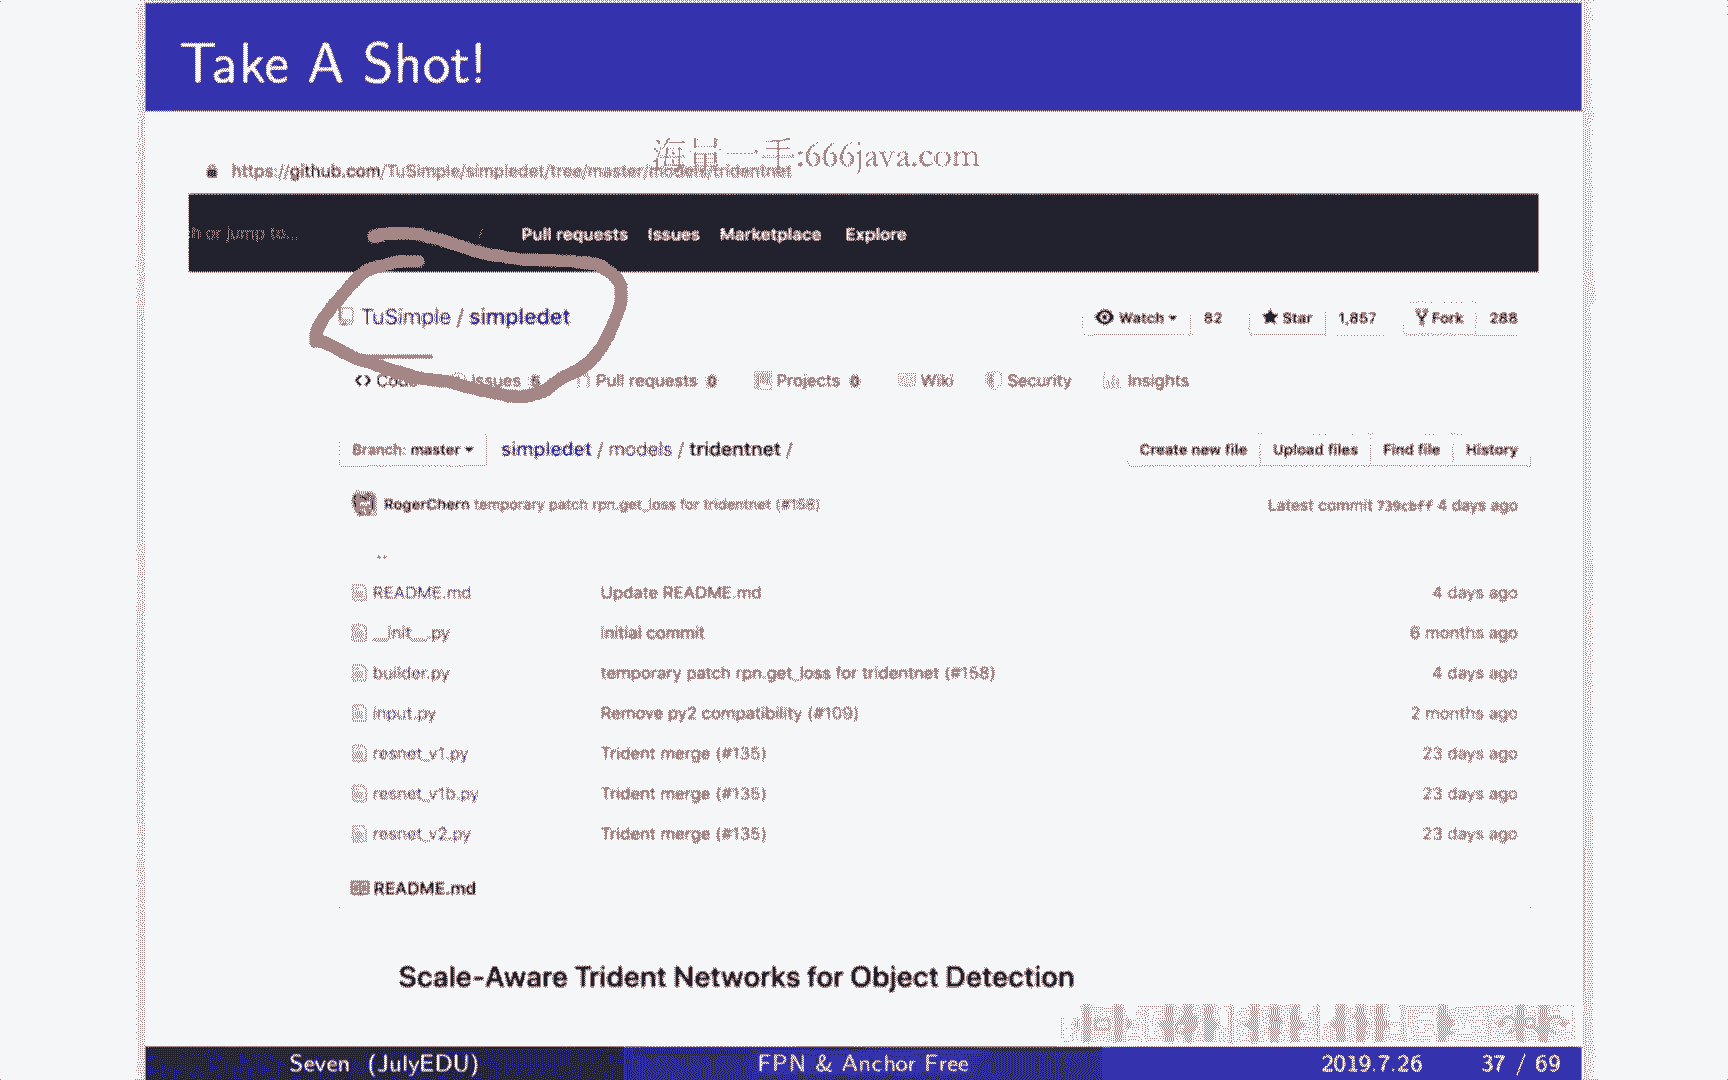 Take A Shot!
海量一手:666java.com
https://github.com/TuSimple/simpledet/tree/master/models/tridentnet
h or jump to... / Pull requests Issues Marketplace Explore
TuSimple / simpledet Watch 82 Star 1,857 Fork 288
Code Issues 5 Pull requests 0 Projects 0 Wiki Security Insights
Branch: master simpledet / models / tridentnet / Create new file Upload files Find file History
RogerChern temporary patch rpn.get_loss for tridentnet (#158) Latest commit 739cbff 4 days ago
..
README.md Update README.md 4 days ago
__init__.py initial commit 6 months ago
builder.py temporary patch rpn.get_loss for tridentnet (#158) 4 days ago
input.py Remove py2 compatibility (#109) 2 months ago
resnet_v1.py Trident merge (#135) 23 days ago
resnet_v1b.py Trident merge (#135) 23 days ago
resnet_v2.py Trident merge (#135) 23 days ago
README.md
Scale-Aware Trident Networks for Object Detection
Seven (JulyEDU) FPN & Anchor Free 2019.7.26 37 / 69